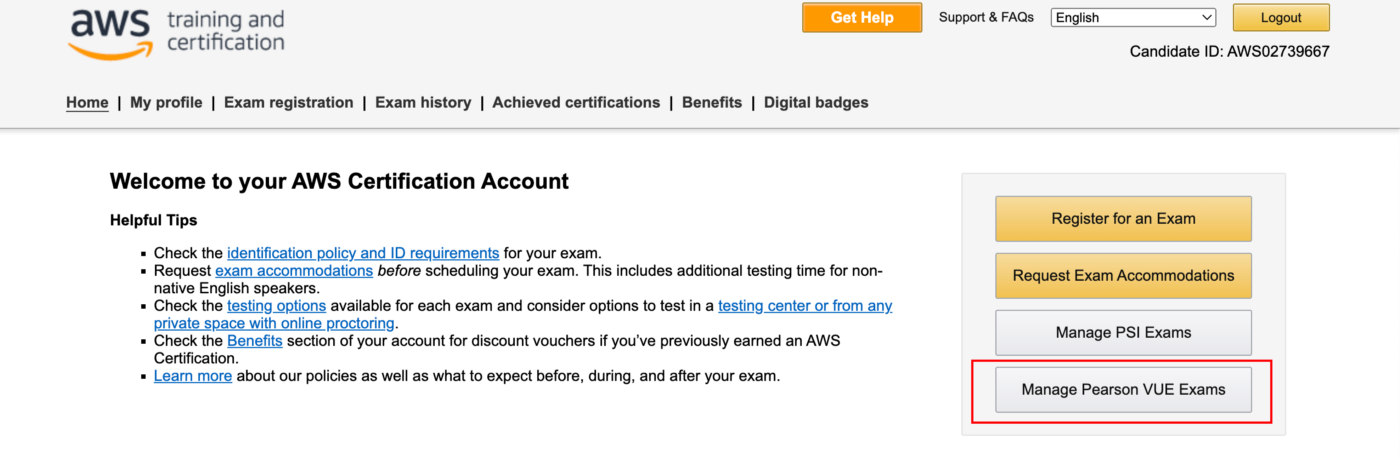 aws training and certification
Get Help Support & FAQs English Logout
Candidate ID: AWS02739667
Home | My profile | Exam registration | Exam history | Achieved certifications | Benefits | Digital badges
Welcome to your AWS Certification Account
Helpful Tips
▪ Check the identification policy and ID requirements for your exam.
▪ Request exam accommodations before scheduling your exam. This includes additional testing time for non-
native English speakers.
▪ Check the testing options available for each exam and consider options to test in a testing center or from any
private space with online proctoring.
▪ Check the Benefits section of your account for discount vouchers if you've previously earned an AWS
Certification.
▪ Learn more about our policies as well as what to expect before, during, and after your exam.
Register for an Exam
Request Exam Accommodations
Manage PSI Exams
Manage Pearson VUE Exams